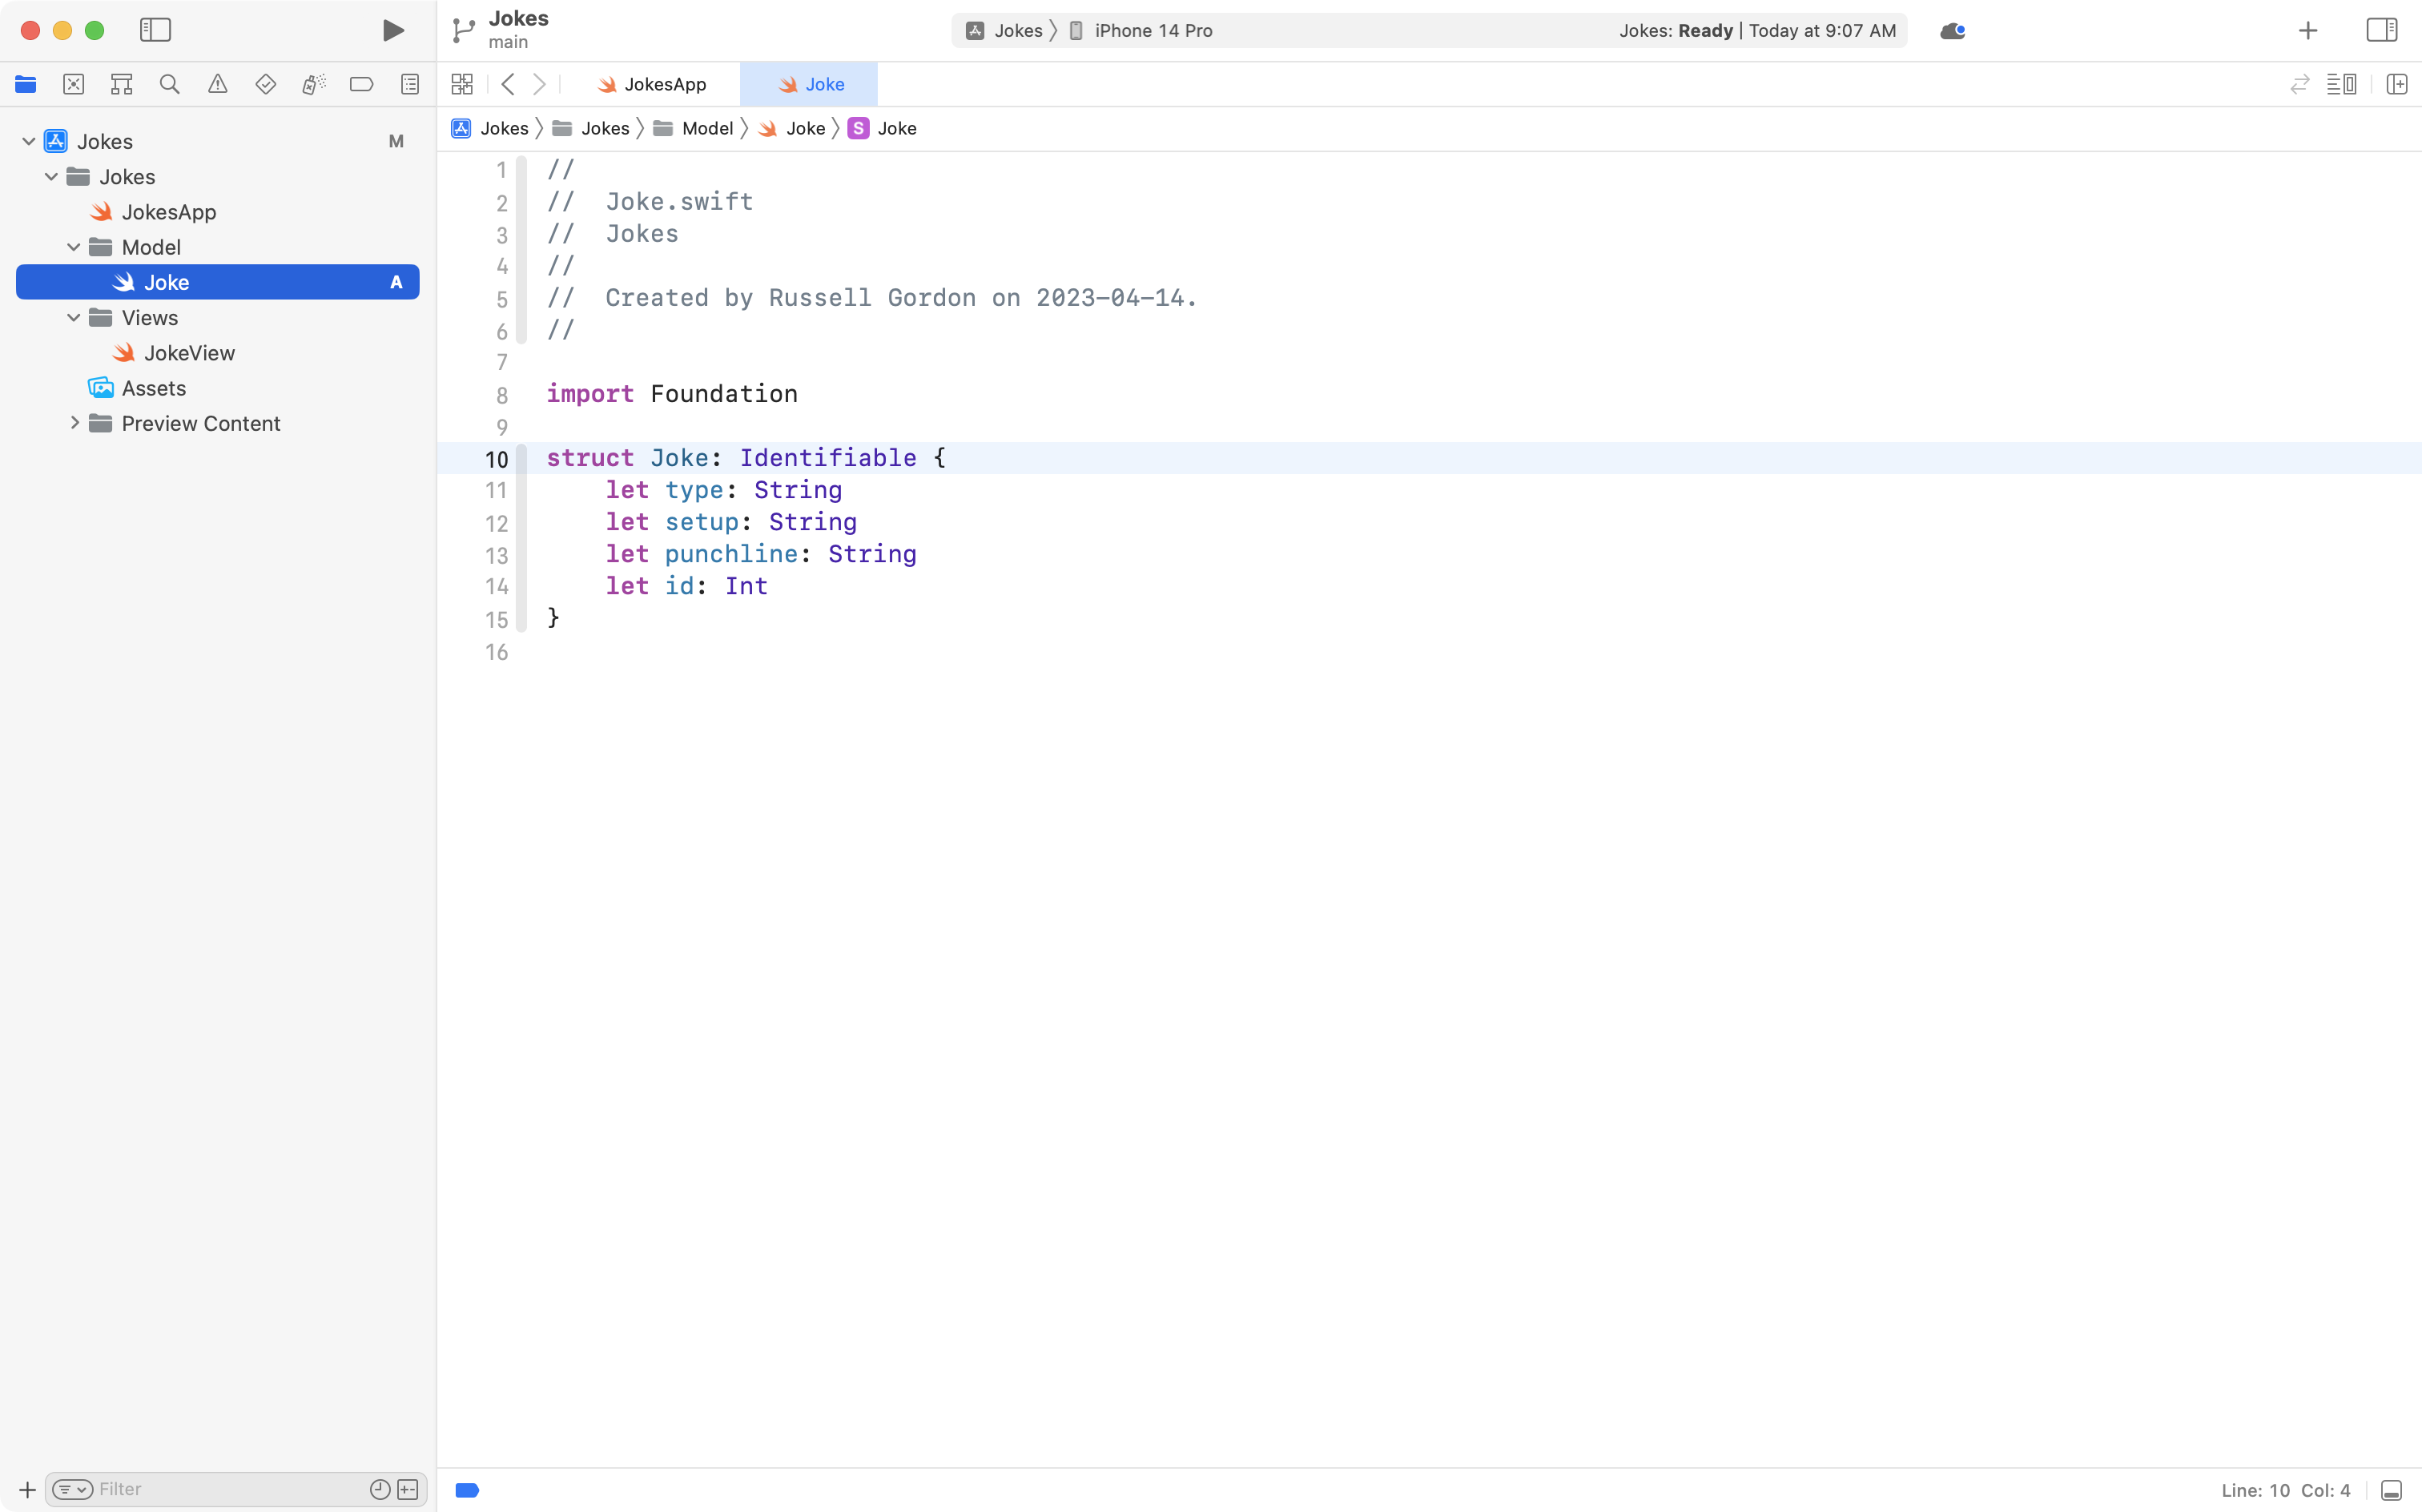 Jokes
main
Jokes 〉 iPhone 14 Pro
Jokes: Ready | Today at 9:07 AM
JokesApp
Joke
Jokes 〉 Jokes 〉 Model 〉 Joke 〉 S Joke
Jokes M
Jokes
JokesApp
Model
Joke A
Views
JokeView
Assets
Preview Content
1 //
2 //  Joke.swift
3 //  Jokes
4 //
5 //  Created by Russell Gordon on 2023-04-14.
6 //
7
8 import Foundation
9
10 struct Joke: Identifiable {
11     let type: String
12     let setup: String
13     let punchline: String
14     let id: Int
15 }
16
Filter
Line: 10 Col: 4